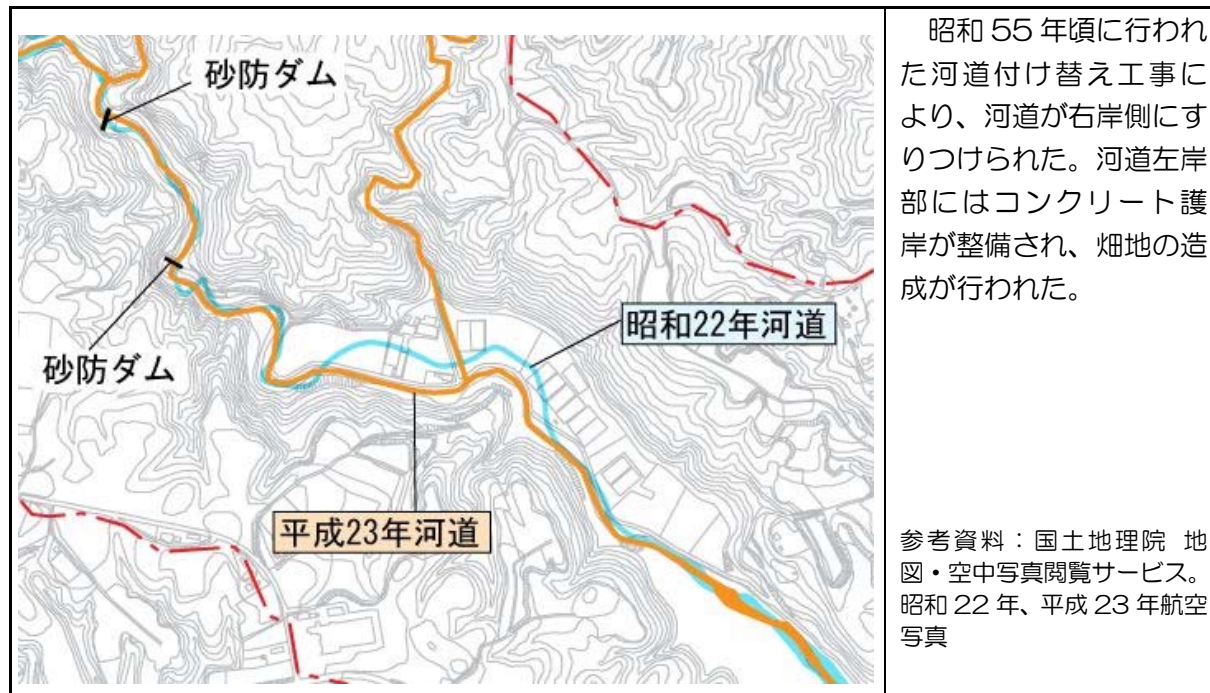 砂防ダム
砂防ダム
昭和22年河道
平成23年河道
昭和 55 年頃に行われ
た河道付け替え工事に
より、河道が右岸側にす
りつけられた。河道左岸
部にはコンクリート護
岸が整備され、畑地の造
成が行われた。
参考資料：国土地理院 地
図・空中写真閲覧サービス。
昭和 22 年、平成 23 年航空
写真